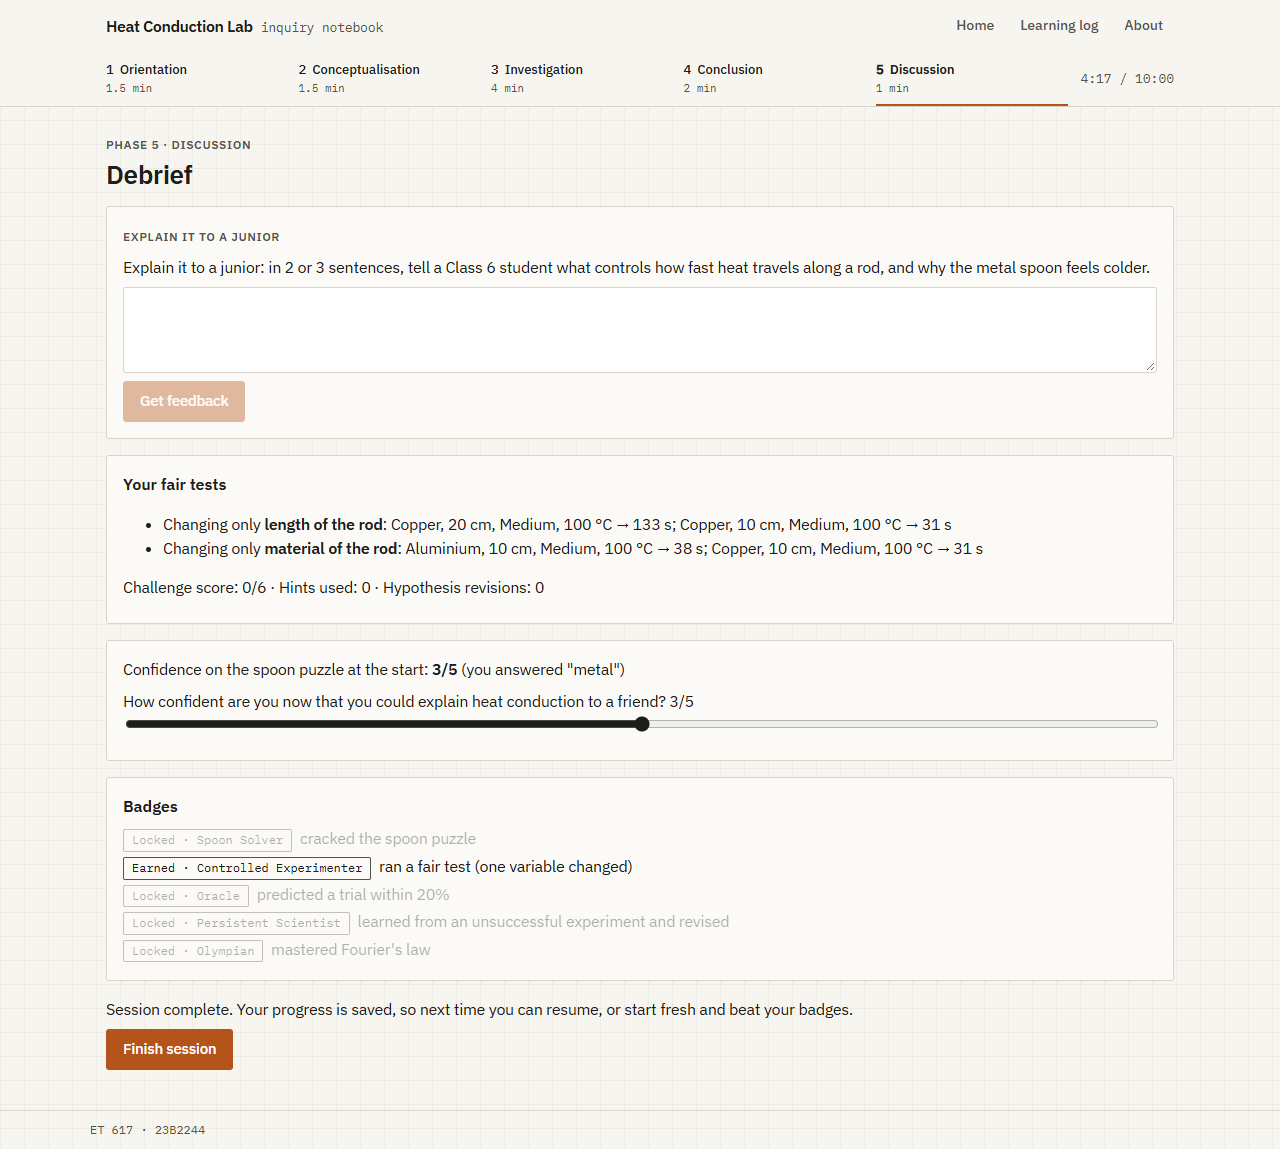 Heat Conduction Lab inquiry notebook
Home Learning log About
1 Orientation
1.5 min
2 Conceptualisation
1.5 min
3 Investigation
4 min
4 Conclusion
2 min
5 Discussion
1 min
4:17 / 10:00
PHASE 5 · DISCUSSION
Debrief
EXPLAIN IT TO A JUNIOR
Explain it to a junior: in 2 or 3 sentences, tell a Class 6 student what controls how fast heat travels along a rod, and why the metal spoon feels colder.
Get feedback
Your fair tests
• Changing only length of the rod: Copper, 20 cm, Medium, 100 °C → 133 s; Copper, 10 cm, Medium, 100 °C → 31 s
• Changing only material of the rod: Aluminium, 10 cm, Medium, 100 °C → 38 s; Copper, 10 cm, Medium, 100 °C → 31 s
Challenge score: 0/6 · Hints used: 0 · Hypothesis revisions: 0
Confidence on the spoon puzzle at the start: 3/5 (you answered "metal")
How confident are you now that you could explain heat conduction to a friend? 3/5
Badges
Locked · Spoon Solver cracked the spoon puzzle
Earned · Controlled Experimenter ran a fair test (one variable changed)
Locked · Oracle predicted a trial within 20%
Locked · Persistent Scientist learned from an unsuccessful experiment and revised
Locked · Olympian mastered Fourier's law
Session complete. Your progress is saved, so next time you can resume, or start fresh and beat your badges.
Finish session
ET 617 · 23B2244